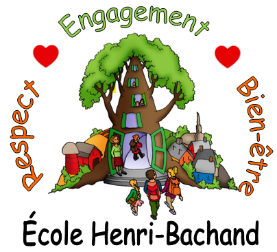 Respect
Engagement
Bien-être
École Henri-Bachand